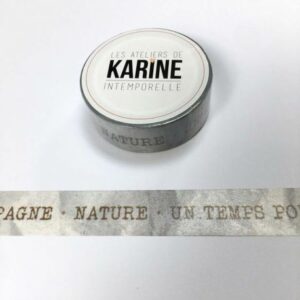 LES ATELIERS DE
KARINE
INTEMPORELLE
NATURE
PAGNE · NATURE · UN TEMPS PO